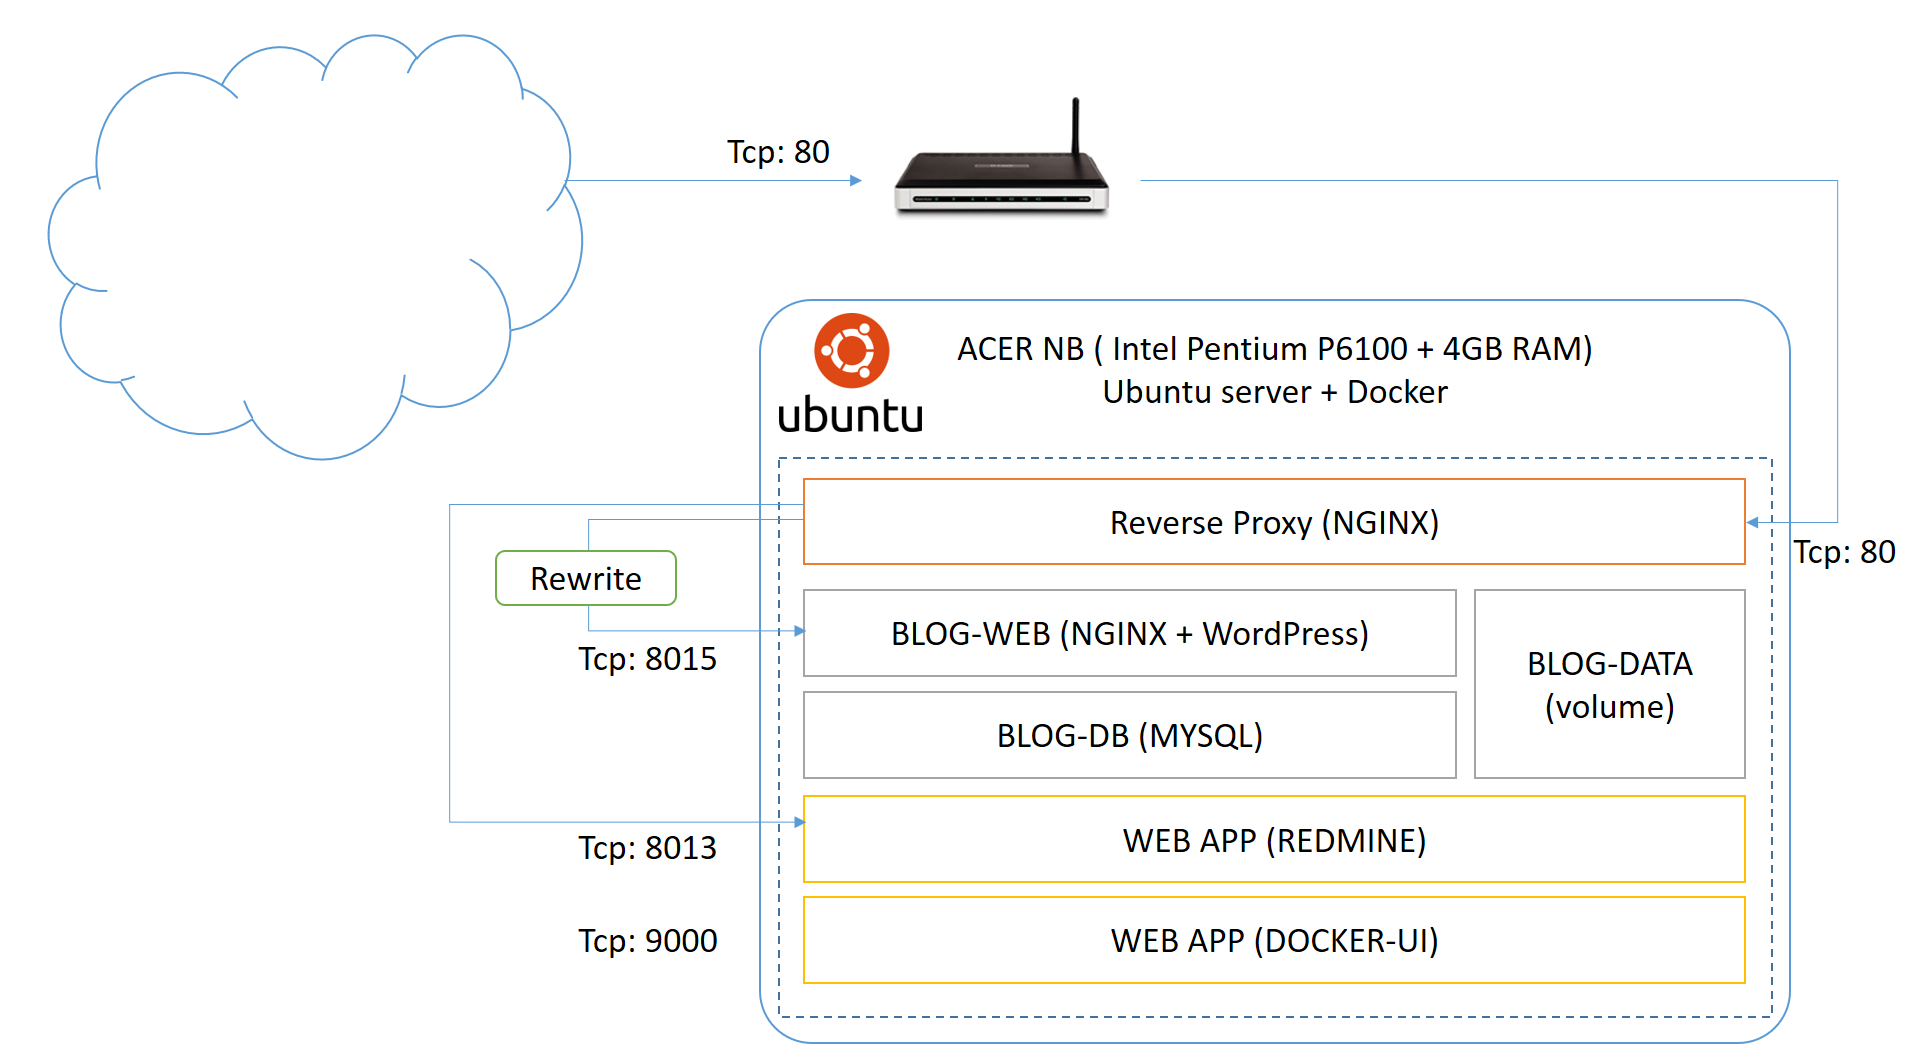 Tcp: 80
ubuntu
ACER NB ( Intel Pentium P6100 + 4GB RAM)
Ubuntu server + Docker
Reverse Proxy (NGINX)
Tcp: 80
Rewrite
BLOG-WEB (NGINX + WordPress)
Tcp: 8015
BLOG-DATA
(volume)
BLOG-DB (MYSQL)
WEB APP (REDMINE)
Tcp: 8013
WEB APP (DOCKER-UI)
Tcp: 9000